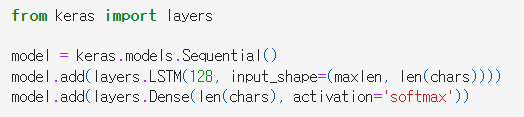 from keras import layers
model = keras.models.Sequential()
model.add(layers.LSTM(128, input_shape=(maxlen, len(chars))))
model.add(layers.Dense(len(chars), activation='softmax'))